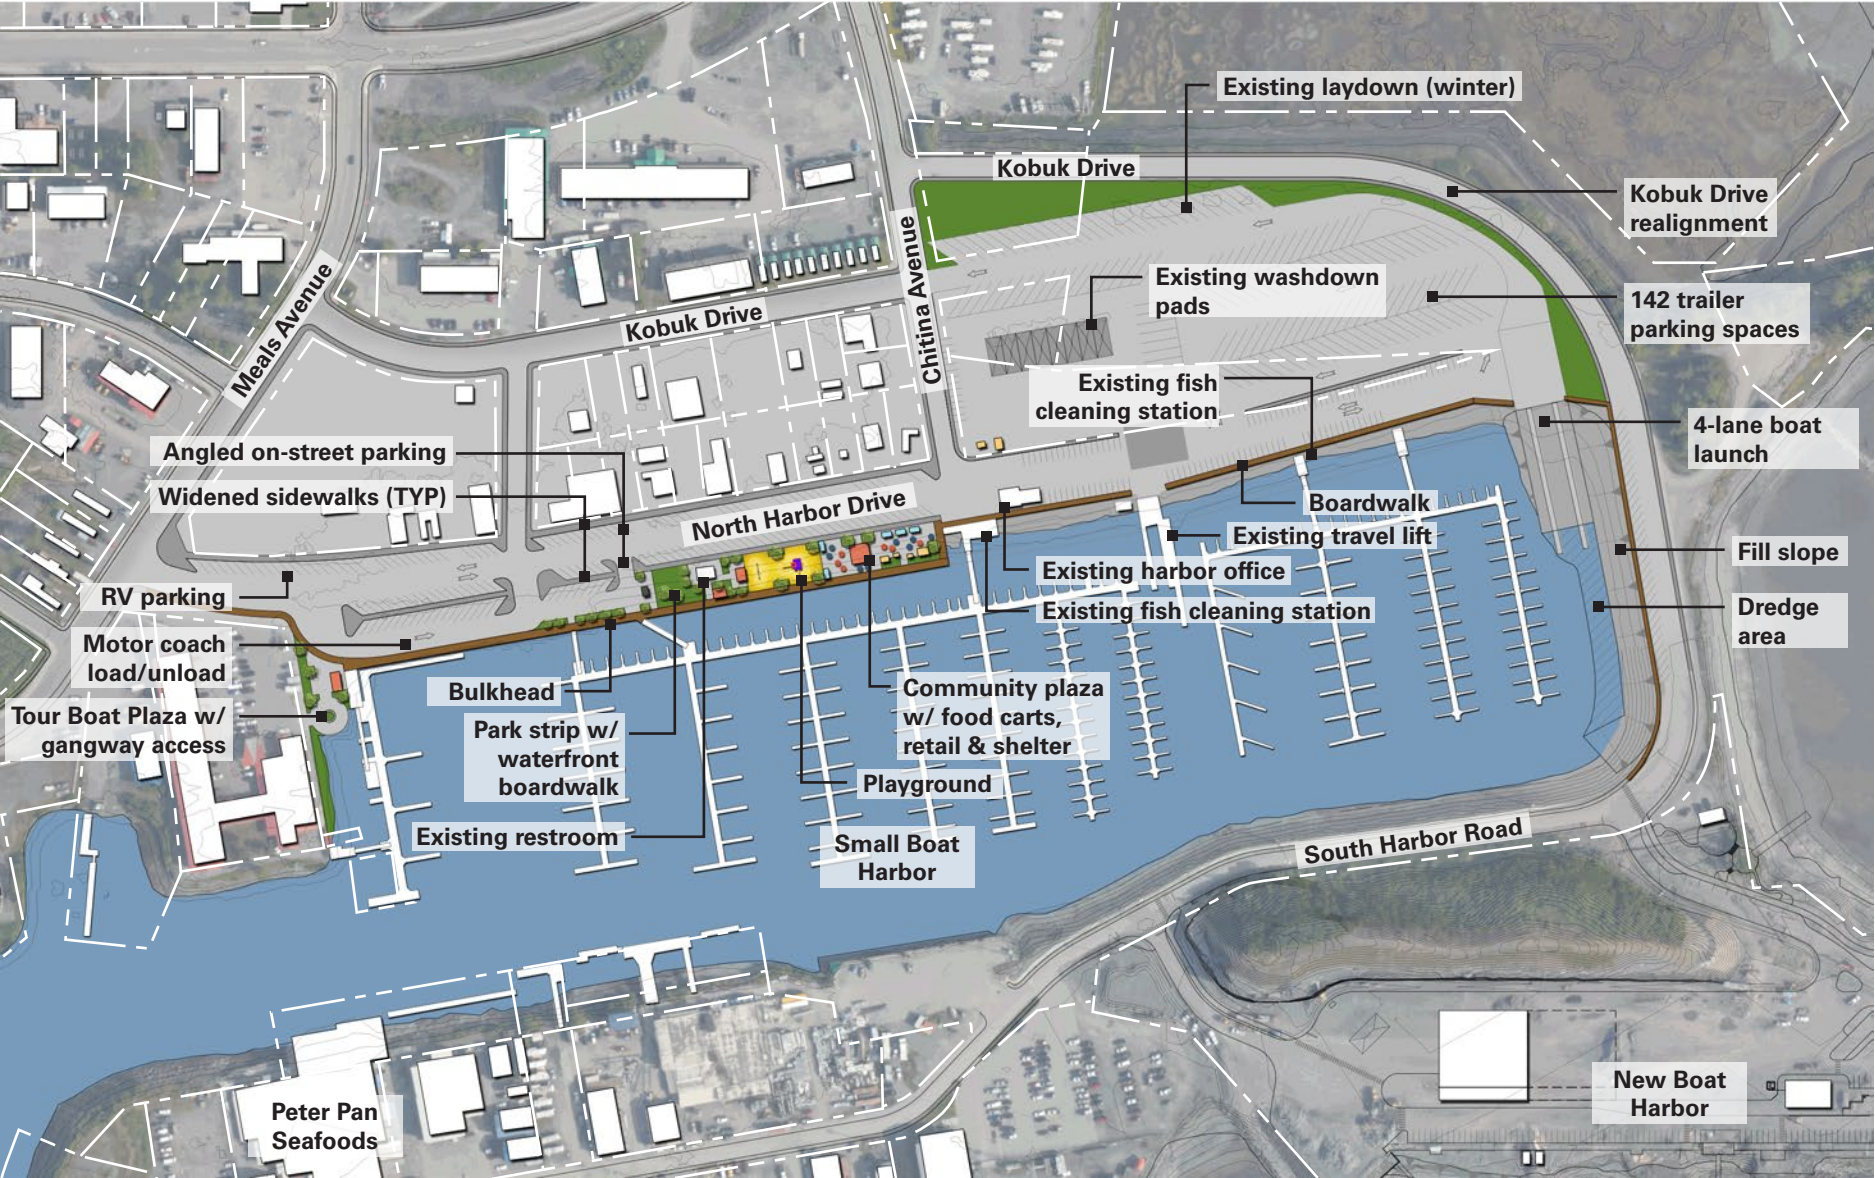 Existing laydown (winter)
Kobuk Drive
Kobuk Drive
realignment
Existing washdown
pads
142 trailer
parking spaces
Meals Avenue
Kobuk Drive
Chitina Avenue
Existing fish
cleaning station
4-lane boat
launch
Angled on-street parking
Widened sidewalks (TYP)
North Harbor Drive
Boardwalk
Existing travel lift
Fill slope
Existing harbor office
RV parking
Existing fish cleaning station
Dredge
area
Motor coach
load/unload
Bulkhead
Community plaza
w/ food carts,
retail & shelter
Tour Boat Plaza w/
gangway access
Park strip w/
waterfront
boardwalk
Playground
Existing restroom
Small Boat
Harbor
South Harbor Road
Peter Pan
Seafoods
New Boat
Harbor